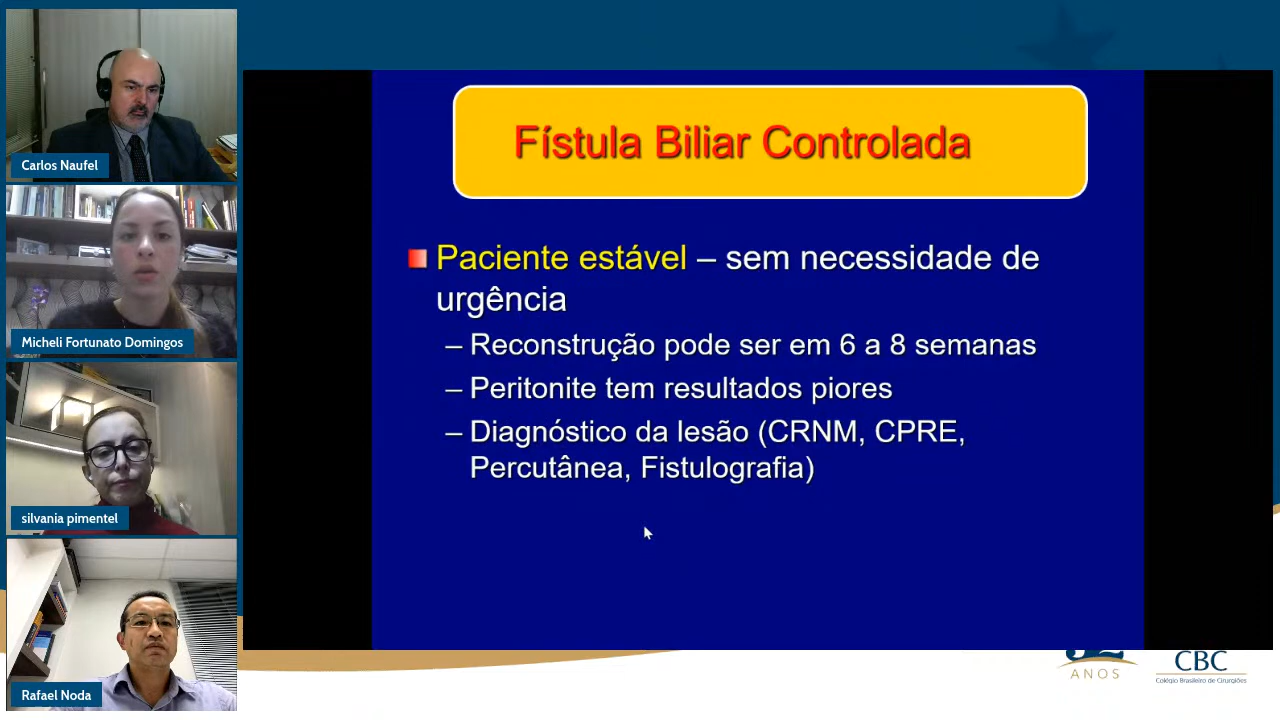 Carlos Naufel
Micheli Fortunato Domingos
silvania pimentel
Rafael Noda
Fístula Biliar Controlada
Paciente estável – sem necessidade de
urgência
– Reconstrução pode ser em 6 a 8 semanas
– Peritonite tem resultados piores
– Diagnóstico da lesão (CRNM, CPRE,
Percutânea, Fistulografia)
ANOS
CBC
Colégio Brasileiro de Cirurgiões